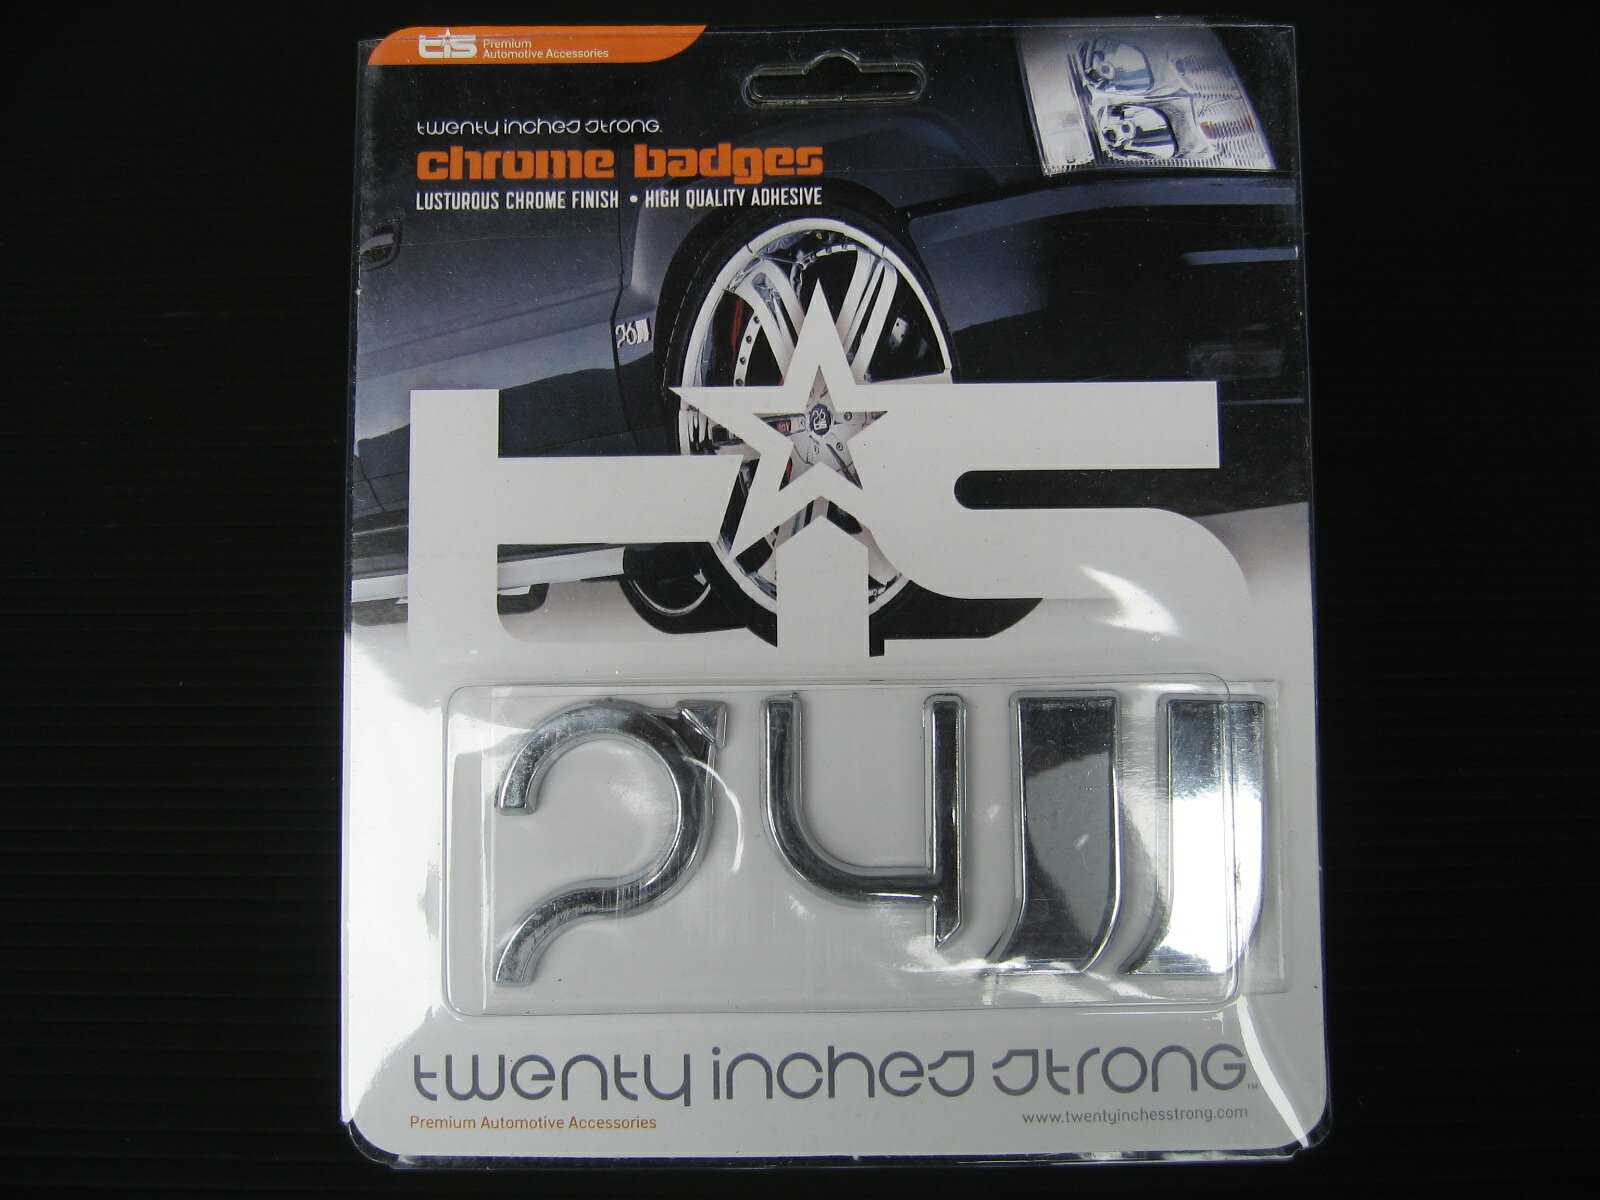 tis Premium
Automotive Accessories
twenty inches strong.
chrome badges
LUSTUROUS CHROME FINISH • HIGH QUALITY ADHESIVE
26"
tis
24"
twenty inches strong™
Premium Automotive Accessories
www.twentyinchesstrong.com